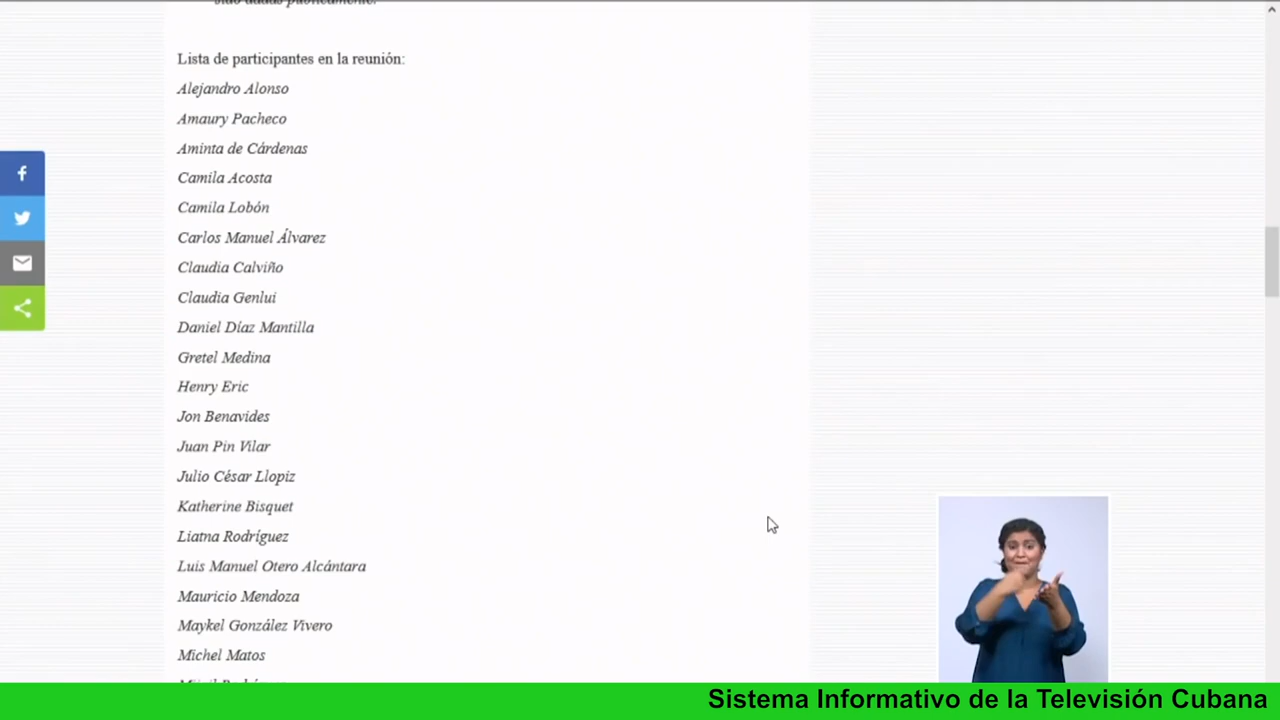 Lista de participantes en la reunión:
Alejandro Alonso
Amaury Pacheco
Aminta de Cárdenas
Camila Acosta
Camila Lobón
Carlos Manuel Álvarez
Claudia Calviño
Claudia Genlui
Daniel Díaz Mantilla
Gretel Medina
Henry Eric
Jon Benavides
Juan Pin Vilar
Julio César Llopiz
Katherine Bisquet
Liatna Rodríguez
Luis Manuel Otero Alcántara
Mauricio Mendoza
Maykel González Vivero
Michel Matos
Sistema Informativo de la Televisión Cubana